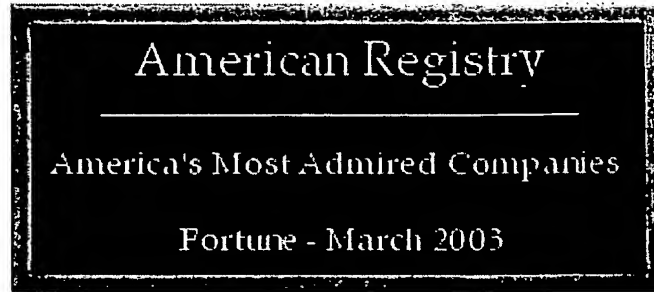 American Registry
America's Most Admired Companies
Fortune - March 2003